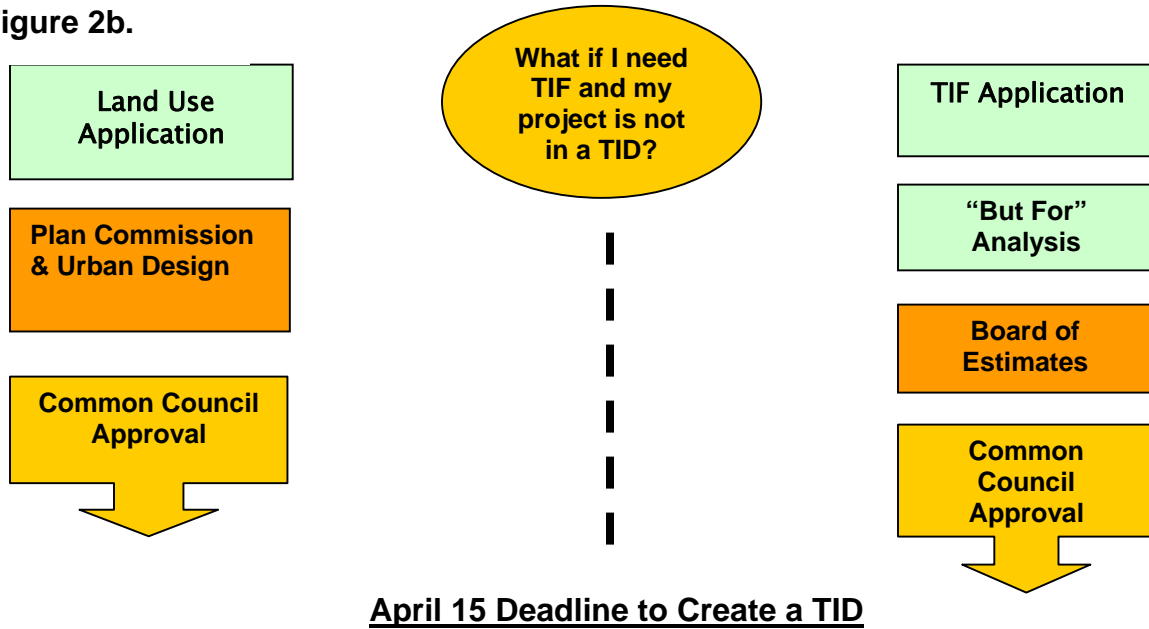 igure 2b.
Land Use
Application
Plan Commission
& Urban Design
Common Council
Approval
What if I need
TIF and my
project is not
in a TID?
TIF Application
“But For”
Analysis
Board of
Estimates
Common
Council
Approval
April 15 Deadline to Create a TID